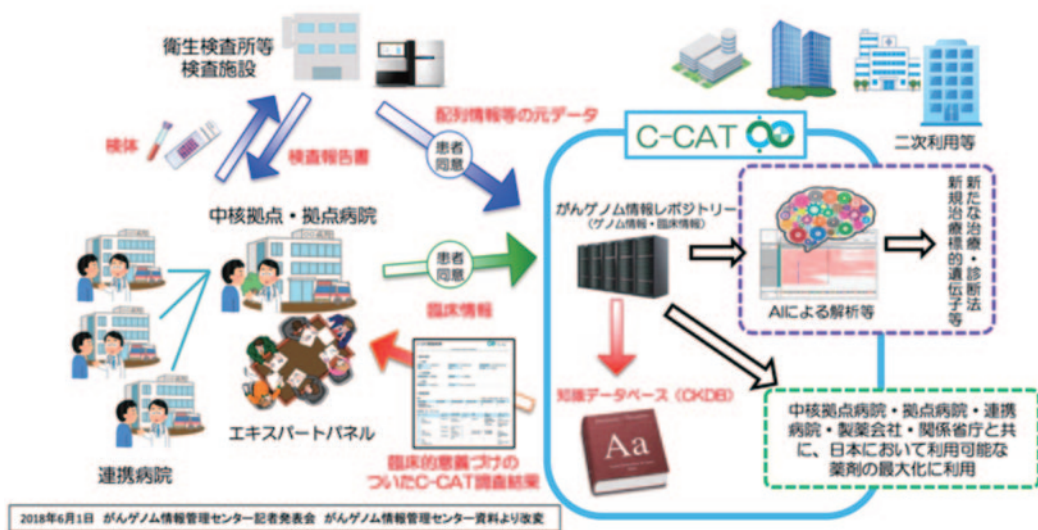 衛生検査所等
検査施設
検体
検査報告書
配列情報等の元データ
患者
同意
C-CAT
二次利用等
中核拠点・拠点病院
患者
同意
臨床情報
がんゲノム情報レポジトリー
（ゲノム情報・臨床情報）
AIによる解析等
新たな治療・診断法
新規治療標的遺伝子等
エキスパートパネル
連携病院
臨床的意義づけの
ついたC-CAT調査結果
知識データベース（CKDB）
Aa
中核拠点病院・拠点病院・連携
病院・製薬会社・関係省庁と共
に、日本において利用可能な
薬剤の最大化に利用
2018年6月1日 がんゲノム情報管理センター記者発表会 がんゲノム情報管理センター資料より改変